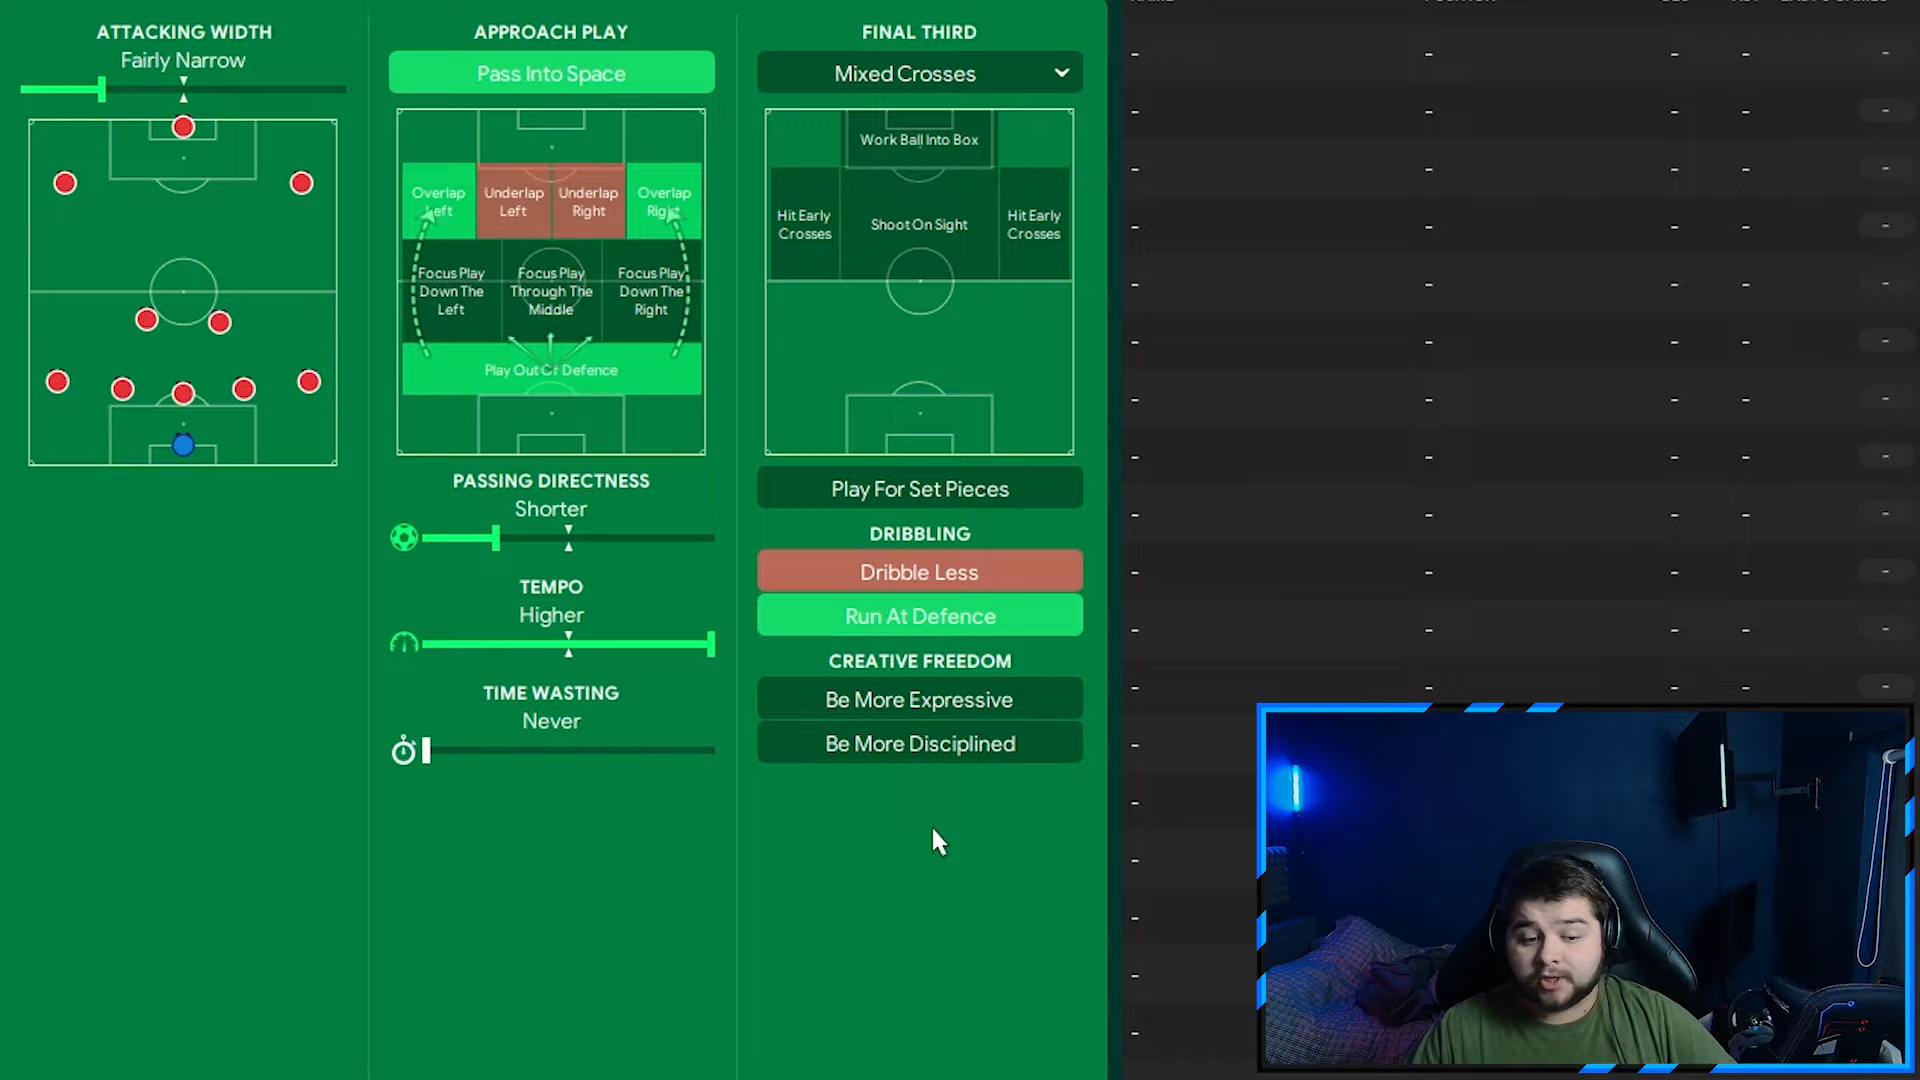 ATTACKING WIDTH
Fairly Narrow
APPROACH PLAY
Pass Into Space
Overlap
Left
Underlap
Left
Underlap
Right
Overlap
Right
Focus Play
Down The
Left
Focus Play
Through The
Middle
Focus Play
Down The
Right
Play Out Of Defence
PASSING DIRECTNESS
Shorter
TEMPO
Higher
TIME WASTING
Never
FINAL THIRD
Mixed Crosses
Work Ball Into Box
Hit Early
Crosses
Shoot On Sight
Hit Early
Crosses
Play For Set Pieces
DRIBBLING
Dribble Less
Run At Defence
CREATIVE FREEDOM
Be More Expressive
Be More Disciplined